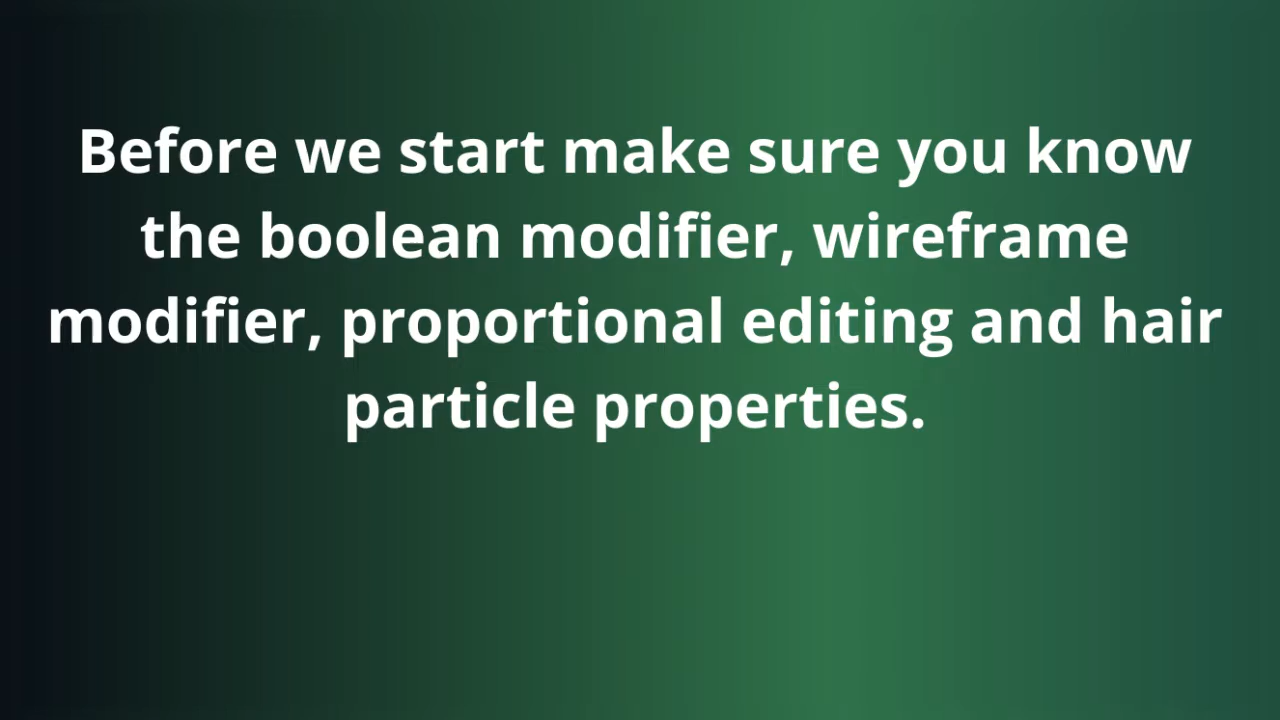 Before we start make sure you know
the boolean modifier, wireframe
modifier, proportional editing and hair
particle properties.